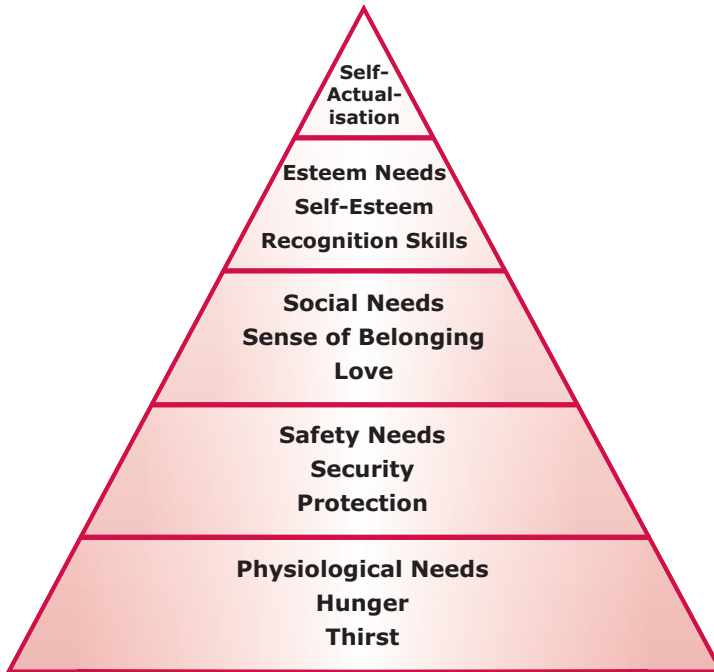 Self-
Actual-
isation
Esteem Needs
Self-Esteem
Recognition Skills
Social Needs
Sense of Belonging
Love
Safety Needs
Security
Protection
Physiological Needs
Hunger
Thirst